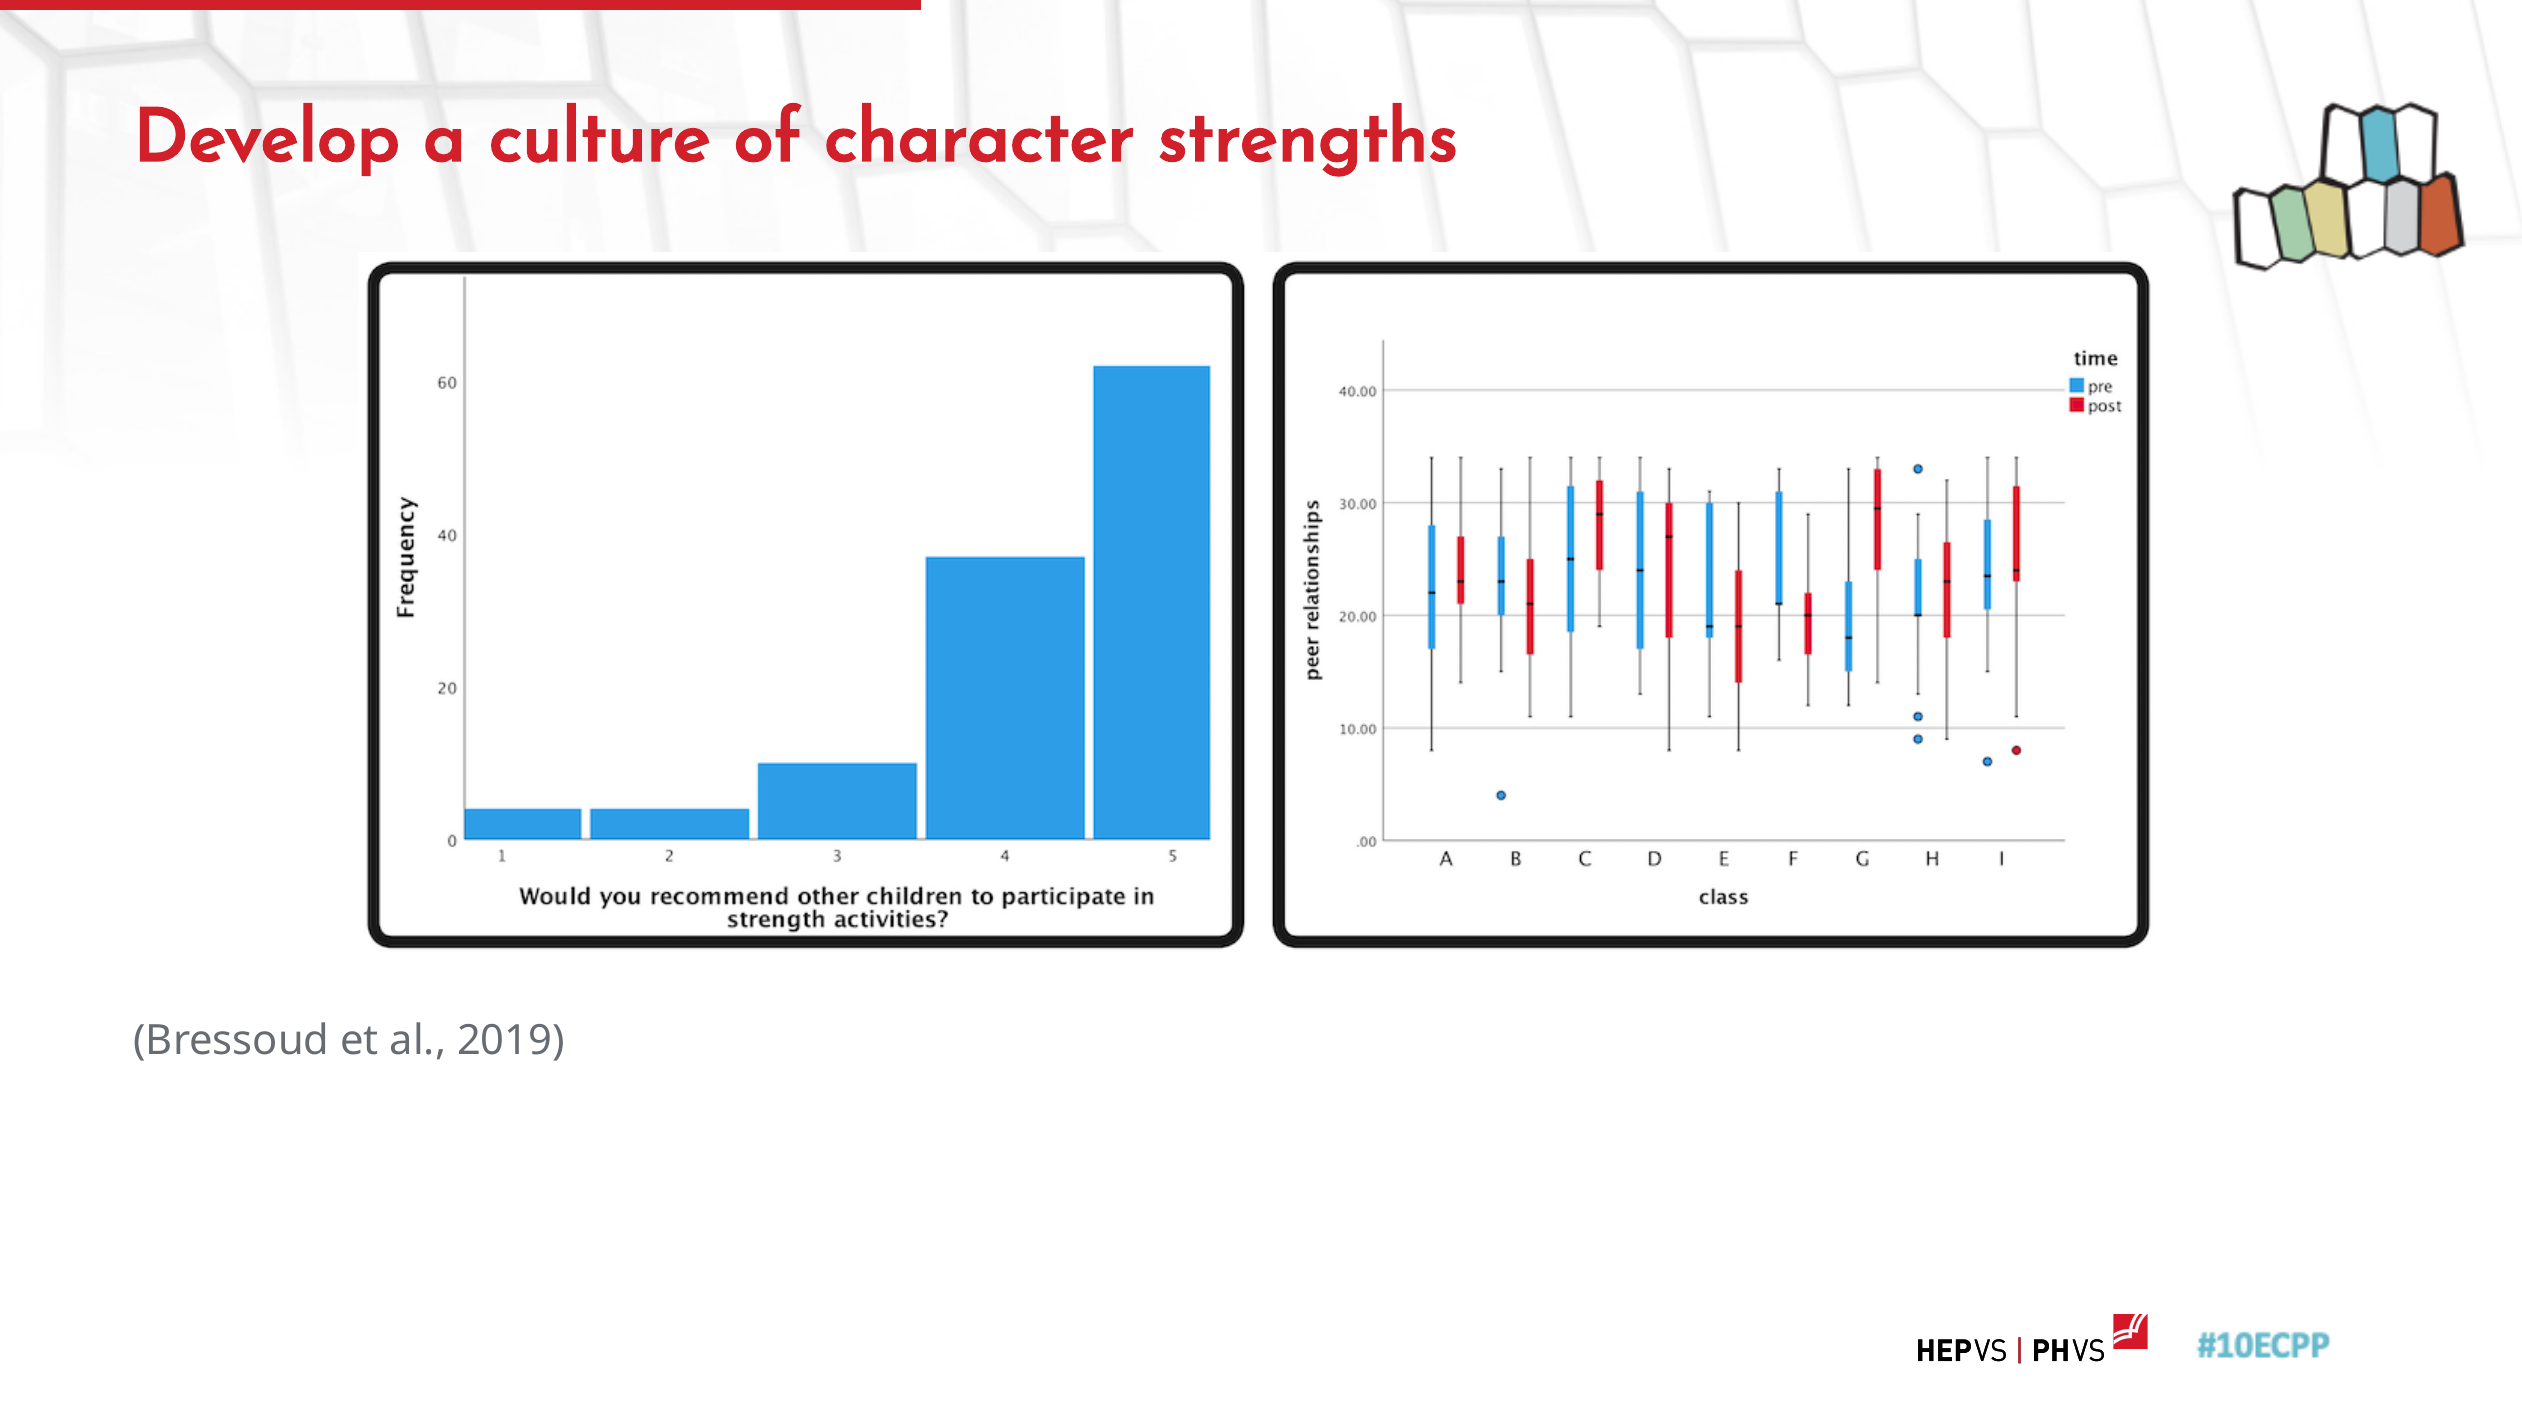 Develop a culture of character strengths
Frequency
60
40
20
0
1 2 3 4 5
Would you recommend other children to participate in
strength activities?
time
pre
post
peer relationships
40.00
30.00
20.00
10.00
.00
A B C D E F G H I
class
(Bressoud et al., 2019)
HEPVS | PHVS
#10ECPP